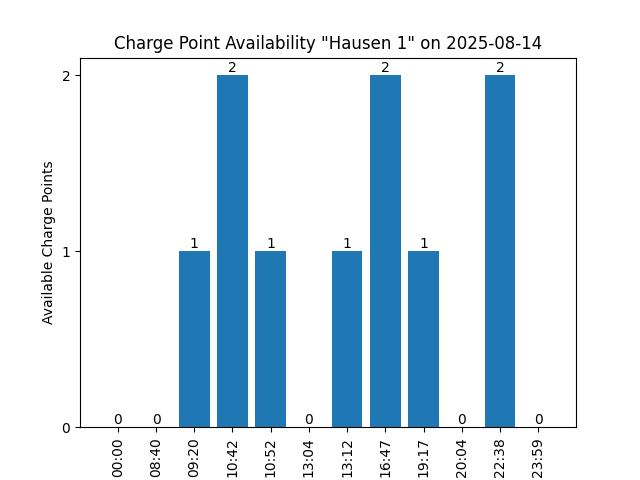 Charge Point Availability "Hausen 1" on 2025-08-14
Available Charge Points
2
1
0
0 0 1 2 1 0 1 2 1 0 2 0
00:00 08:40 09:20 10:42 10:52 13:04 13:12 16:47 19:17 20:04 22:38 23:59